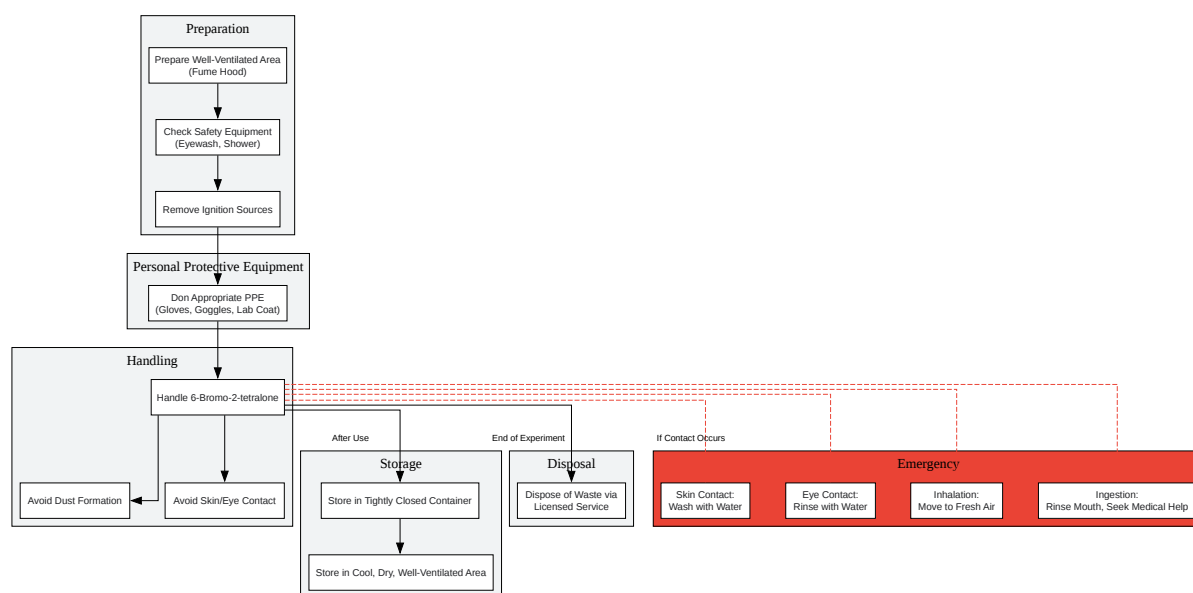 Preparation
Prepare Well-Ventilated Area
(Fume Hood)
Check Safety Equipment
(Eyewash, Shower)
Remove Ignition Sources
Personal Protective Equipment
Don Appropriate PPE
(Gloves, Goggles, Lab Coat)
Handling
Handle 6-Bromo-2-tetralone
Avoid Dust Formation
Avoid Skin/Eye Contact
After Use
Storage
Store in Tightly Closed Container
Store in Cool, Dry, Well-Ventilated Area
End of Experiment
Disposal
Dispose of Waste via
Licensed Service
If Contact Occurs
Emergency
Skin Contact:
Wash with Water
Eye Contact:
Rinse with Water
Inhalation:
Move to Fresh Air
Ingestion:
Rinse Mouth, Seek Medical Help